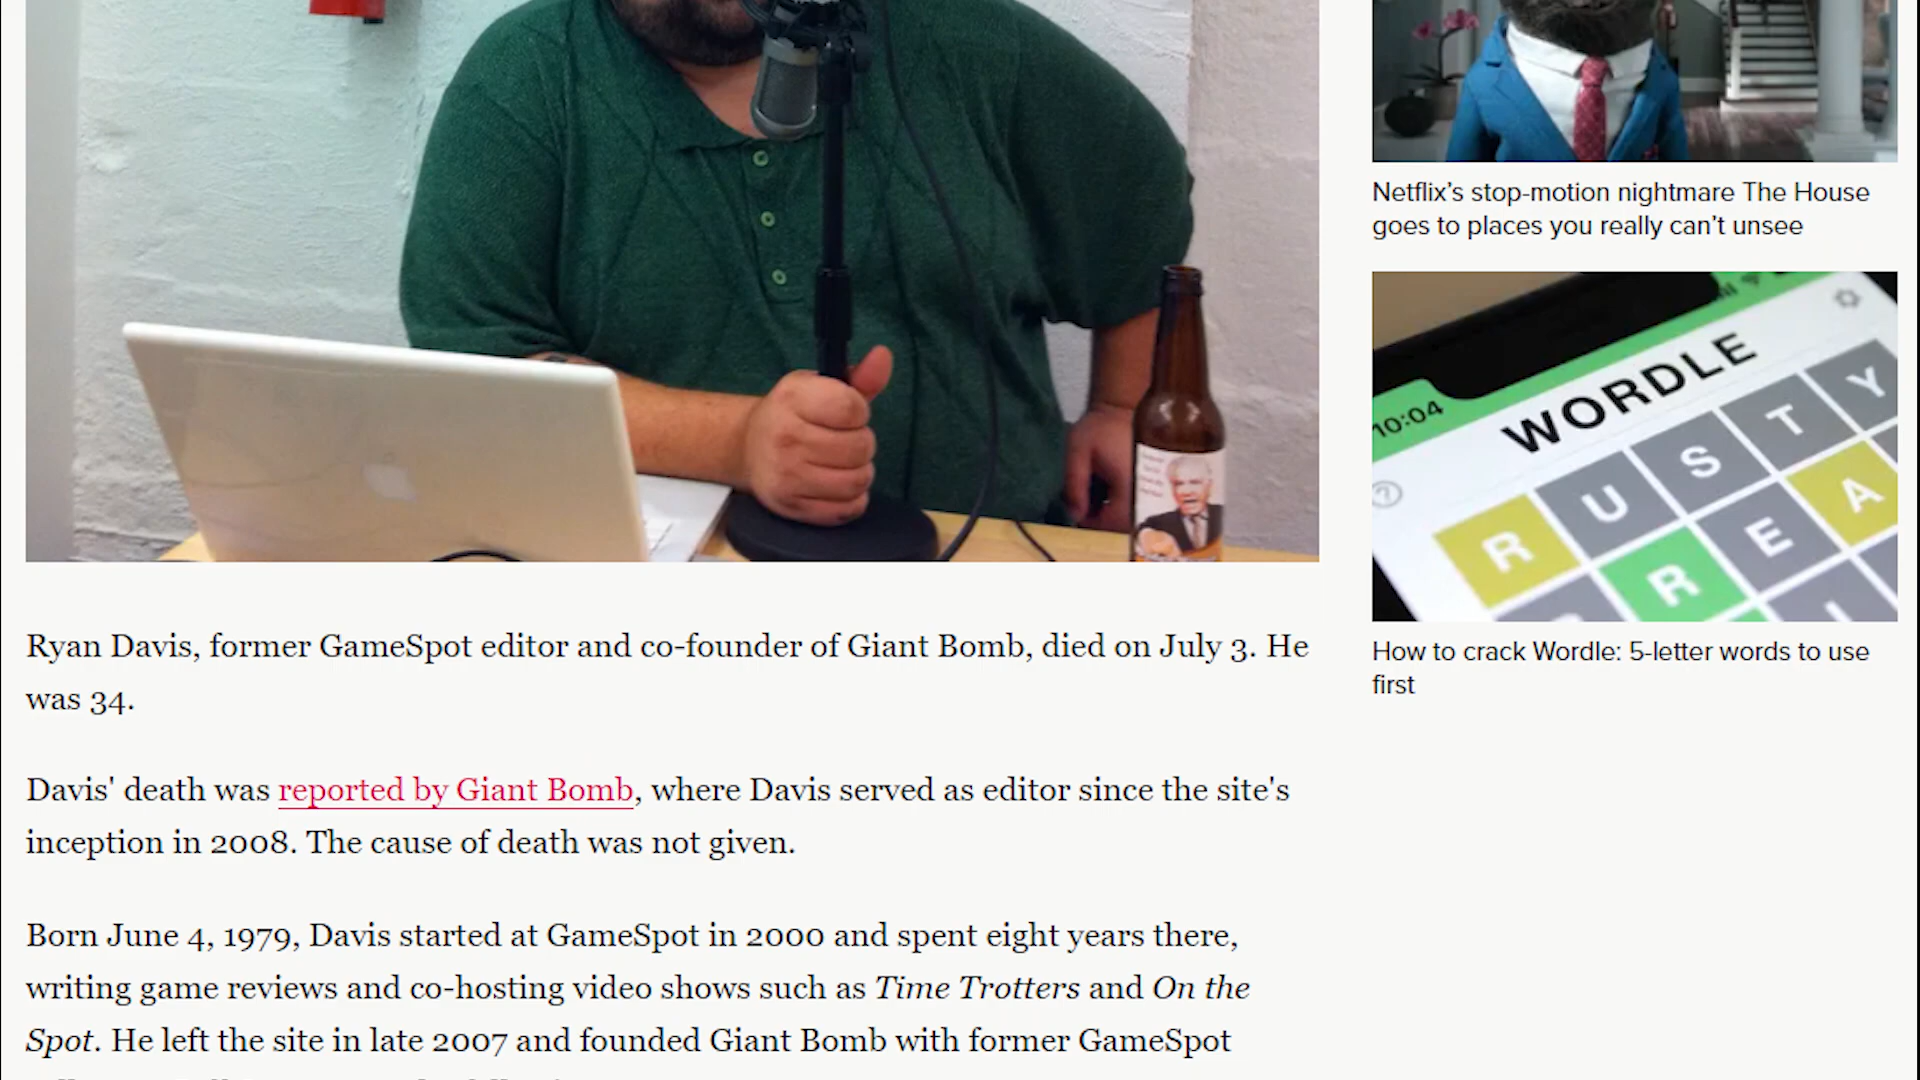 Ryan Davis, former GameSpot editor and co-founder of Giant Bomb, died on July 3. He
was 34.
Davis' death was reported by Giant Bomb, where Davis served as editor since the site's
inception in 2008. The cause of death was not given.
Born June 4, 1979, Davis started at GameSpot in 2000 and spent eight years there,
writing game reviews and co-hosting video shows such as Time Trotters and On the
Spot. He left the site in late 2007 and founded Giant Bomb with former GameSpot
Netflix’s stop-motion nightmare The House
goes to places you really can’t unsee
10:04
WORDLE
R U S T Y
R E A
How to crack Wordle: 5-letter words to use
first